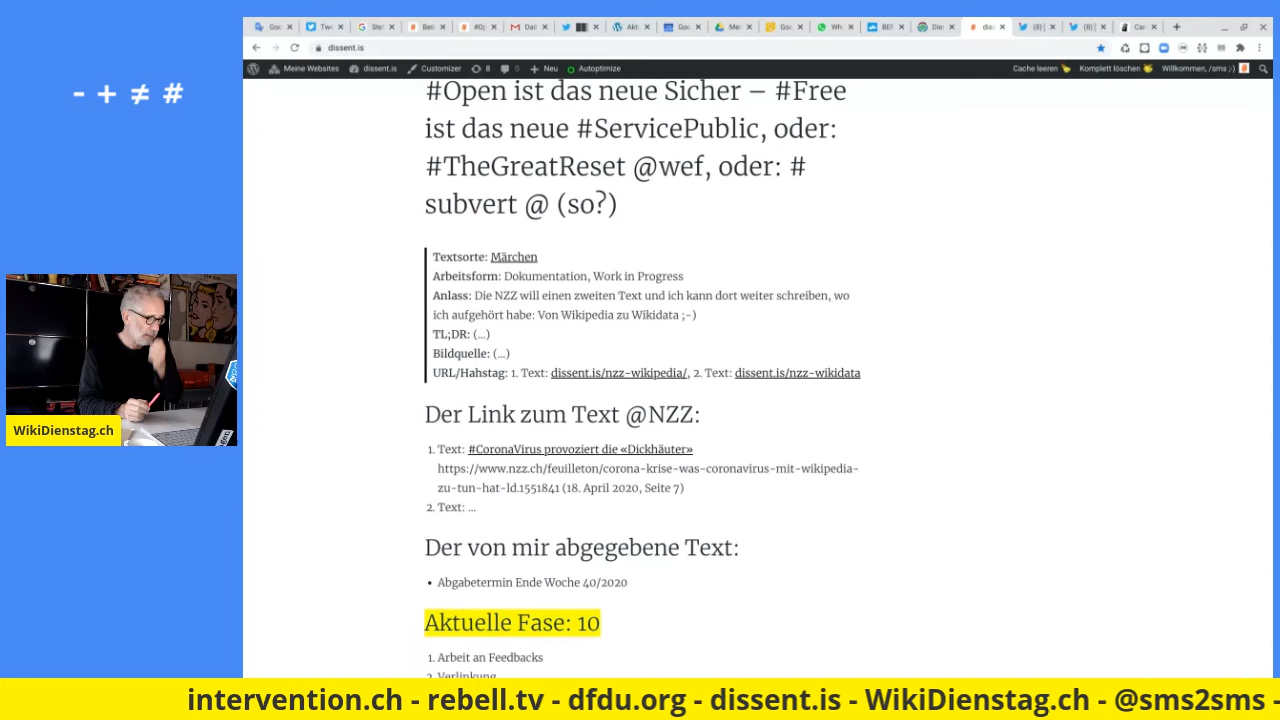 - + ≠ #
dissent.is
Meine Websites dissent.is Customizer 8 0 Neu Autoptimize Cache leeren Komplett löschen Willkommen, /sms ;-)
#Open ist das neue Sicher – #Free
ist das neue #ServicePublic, oder:
#TheGreatReset @wef, oder: #
subvert @ (so?)
Textsorte: Märchen
Arbeitsform: Dokumentation, Work in Progress
Anlass: Die NZZ will einen zweiten Text und ich kann dort weiter schreiben, wo
ich aufgehört habe: Von Wikipedia zu Wikidata ;-)
TL;DR: (...)
Bildquelle: (...)
URL/Hahstag: 1. Text: dissent.is/nzz-wikipedia/, 2. Text: dissent.is/nzz-wikidata
Der Link zum Text @NZZ:
1. Text: #CoronaVirus provoziert die «Dickhäuter»
https://www.nzz.ch/feuilleton/corona-krise-was-coronavirus-mit-wikipedia-
zu-tun-hat-ld.1551841 (18. April 2020, Seite 7)
2. Text: ...
Der von mir abgegebene Text:
• Abgabetermin Ende Woche 40/2020
Aktuelle Fase: 10
1. Arbeit an Feedbacks
2. Verlinkung
WikiDienstag.ch
intervention.ch - rebell.tv - dfdu.org - dissent.is - WikiDienstag.ch - @sms2sms -